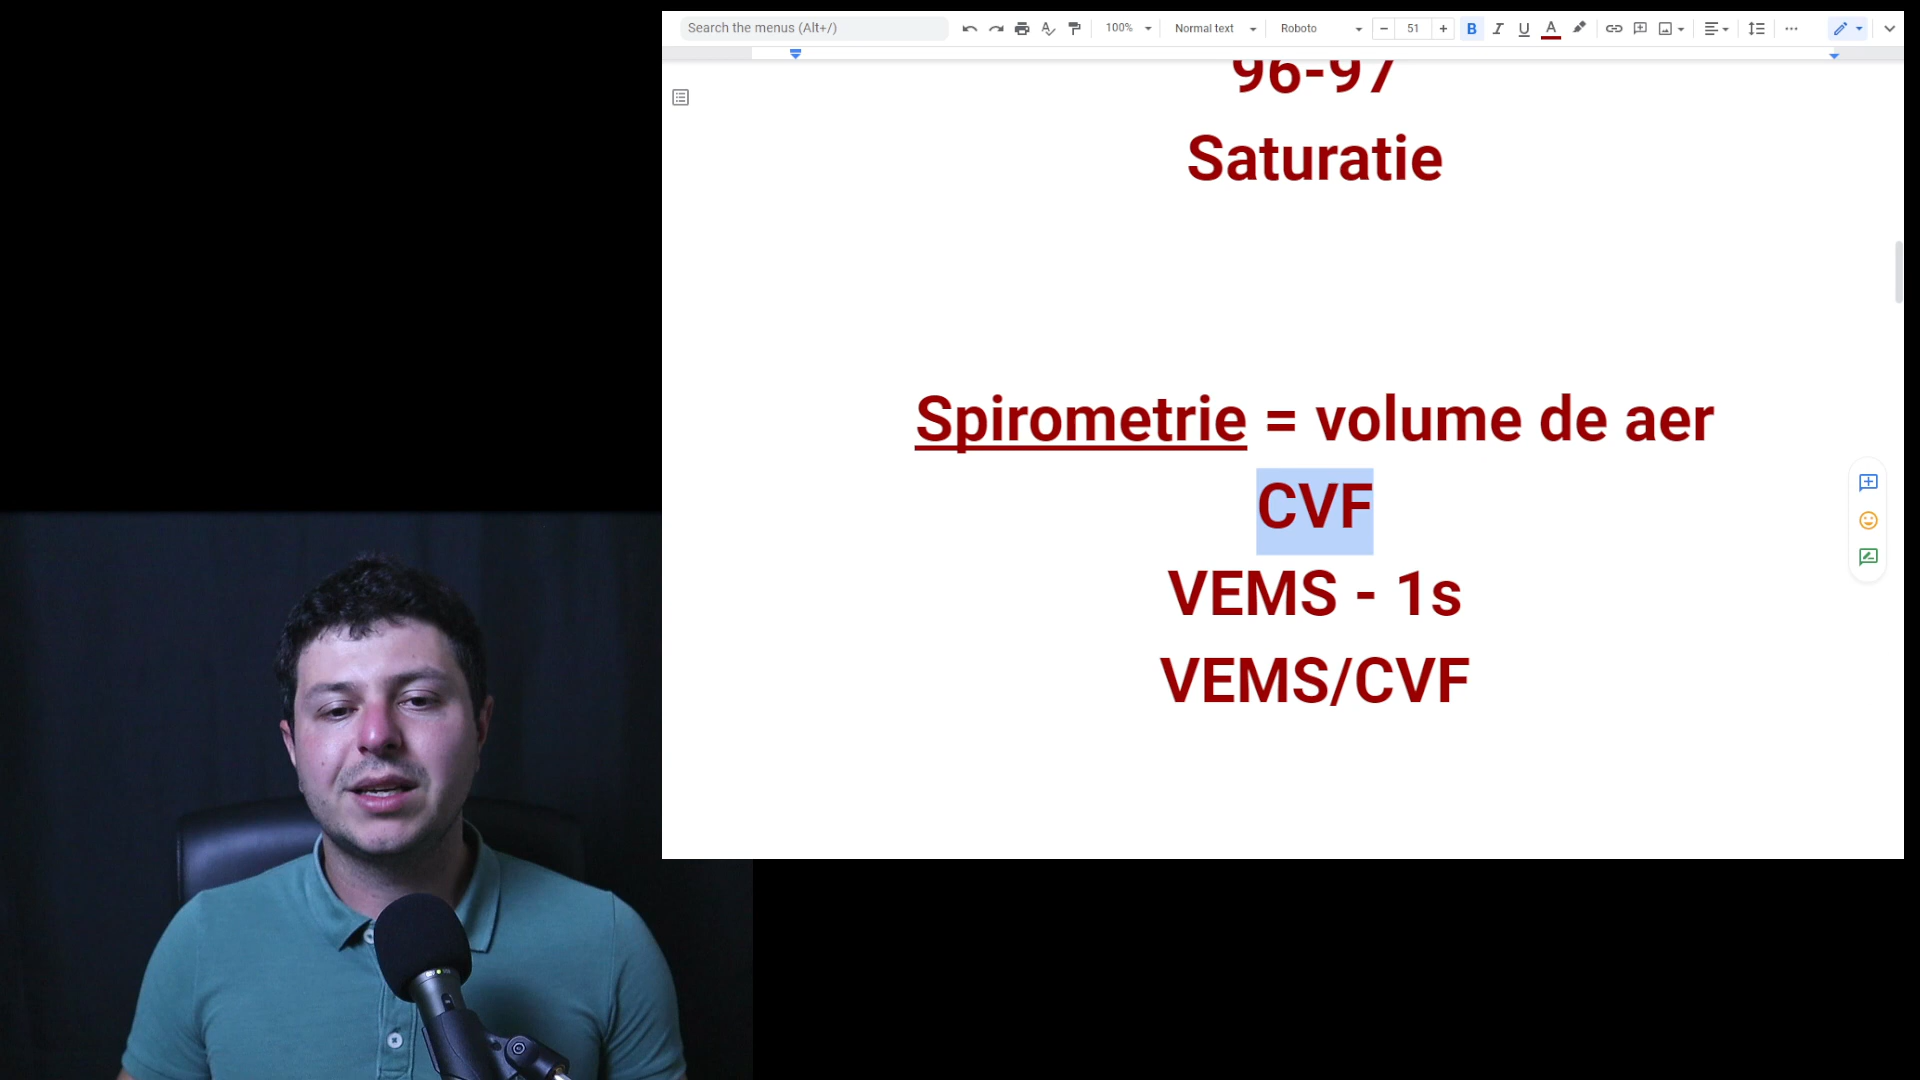 Search the menus (Alt+/)
100%
Normal text
Roboto
51
96-97
Saturatie
Spirometrie = volume de aer
CVF
VEMS - 1s
VEMS/CVF